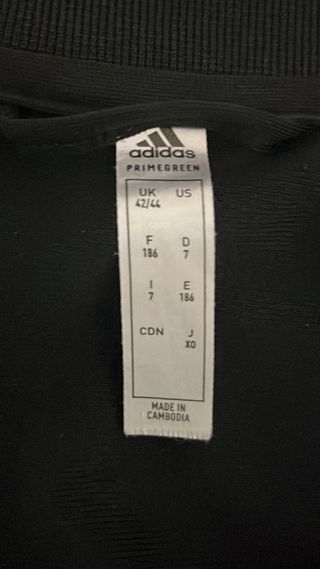 adidas
PRIMEGREEN
UK US
42/44
F D
186 7
I E
7 186
CDN J
XO
MADE IN
CAMBODIA